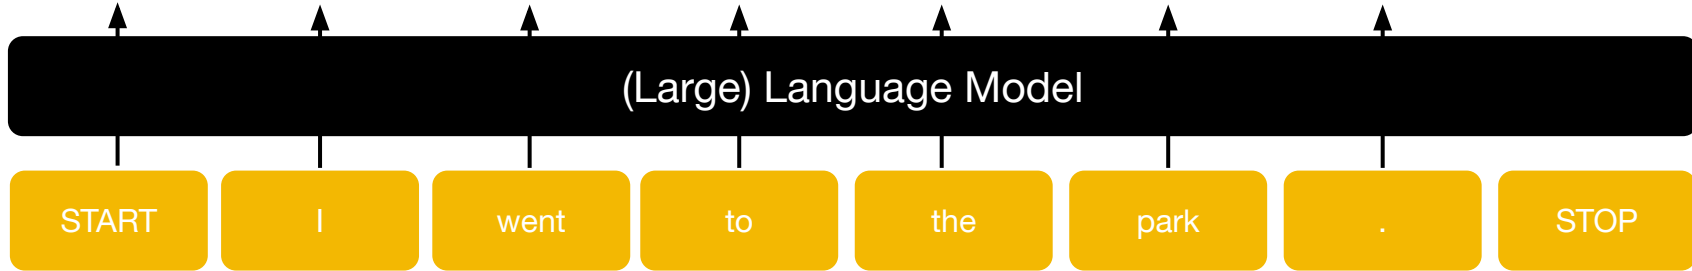 (Large) Language Model
START I went to the park . STOP